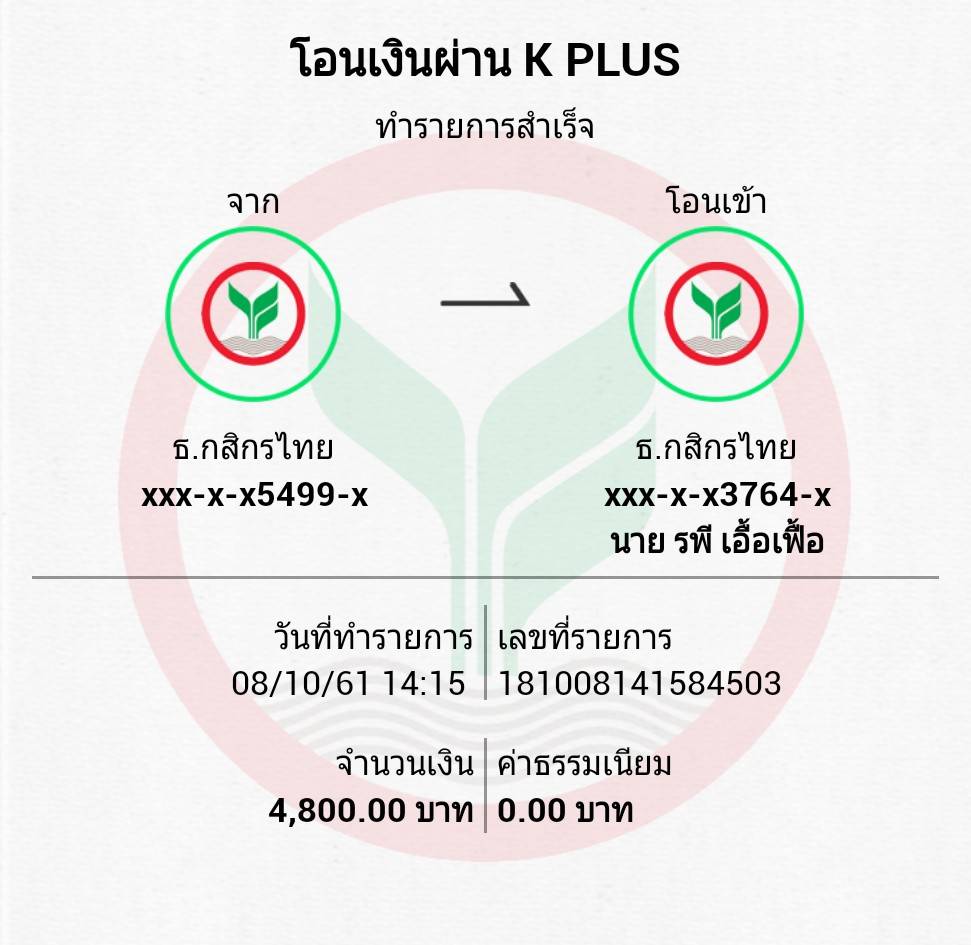 โอนเงินผ่าน K PLUS
ทำรายการสำเร็จ
จาก
โอนเข้า
ธ.กสิกรไทย
xxx-x-x5499-x
ธ.กสิกรไทย
xxx-x-x3764-x
นาย รพี เอื้อเฟื้อ
วันที่ทำรายการ
08/10/61 14:15
เลขที่รายการ
181008141584503
จำนวนเงิน
4,800.00 บาท
ค่าธรรมเนียม
0.00 บาท